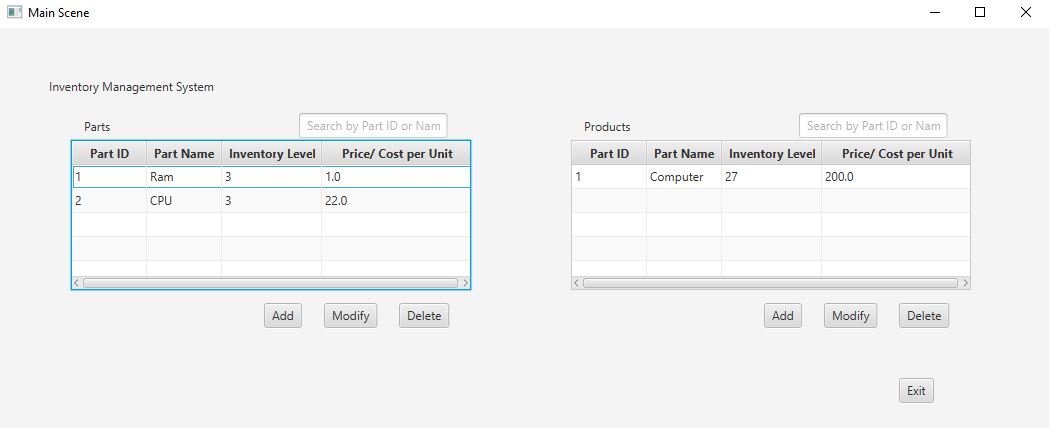 Main Scene
Inventory Management System
Parts
Search by Part ID or Nam
Part ID Part Name Inventory Level Price/ Cost per Unit
1 Ram 3 1.0
2 CPU 3 22.0
Add Modify Delete
Products
Search by Part ID or Nam
Part ID Part Name Inventory Level Price/ Cost per Unit
1 Computer 27 200.0
Add Modify Delete
Exit